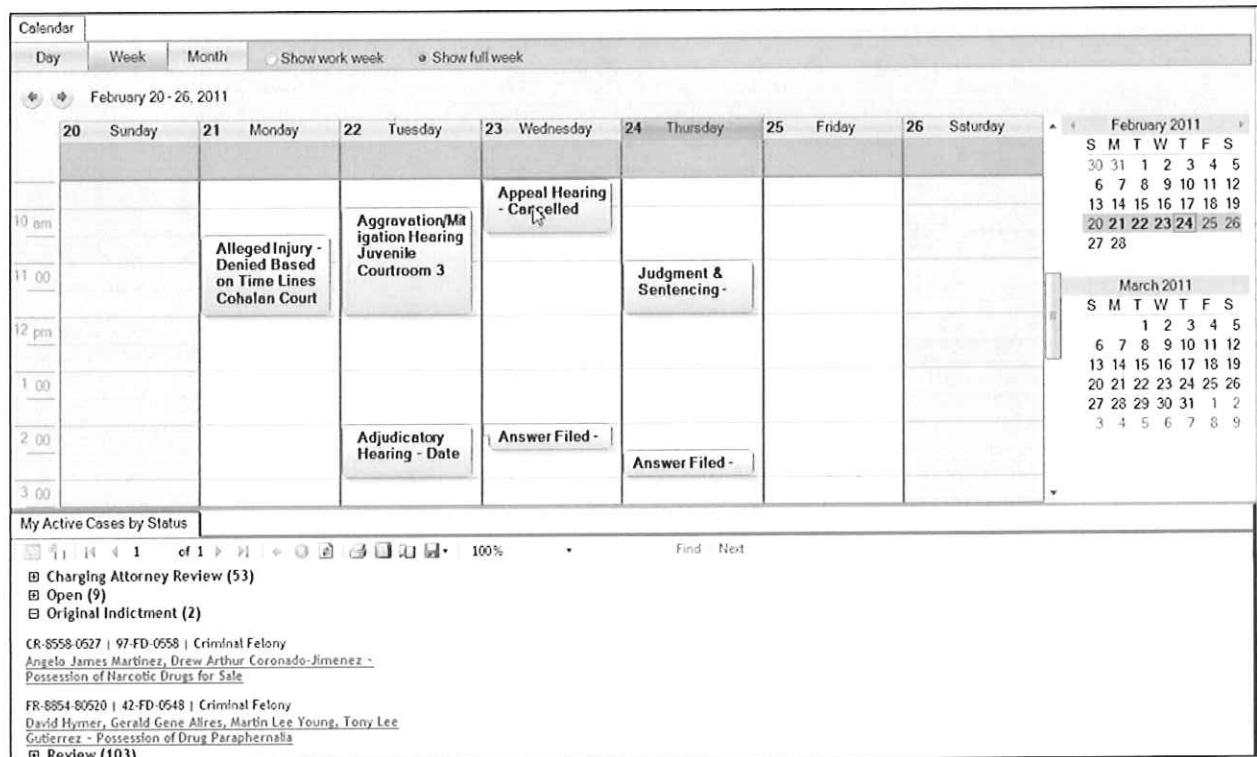 Calendar
Day Week Month Show work week Show full week
February 20 - 26, 2011
20 Sunday 21 Monday 22 Tuesday 23 Wednesday 24 Thursday 25 Friday 26 Saturday
10 am
11 00
12 pm
1 00
2 00
3 00
Alleged Injury -
Denied Based
on Time Lines
Cohalan Court
Aggravation/Mit
igation Hearing
Juvenile
Courtroom 3
Adjudicatory
Hearing - Date
Appeal Hearing
- Cancelled
Answer Filed -
Judgment &
Sentencing -
Answer Filed -
February 2011
S M T W T F S
30 31 1 2 3 4 5
6 7 8 9 10 11 12
13 14 15 16 17 18 19
20 21 22 23 24 25 26
27 28
March 2011
S M T W T F S
1 2 3 4 5
6 7 8 9 10 11 12
13 14 15 16 17 18 19
20 21 22 23 24 25 26
27 28 29 30 31 1 2
3 4 5 6 7 8 9
My Active Cases by Status
1 of 1 100% Find Next
Charging Attorney Review (53)
Open (9)
Original Indictment (2)
CR-8558-0527 | 97-FD-0558 | Criminal Felony
Angelo James Martinez, Drew Arthur Coronado-Jimenez -
Possession of Narcotic Drugs for Sale
FR-8854-80520 | 42-FD-0548 | Criminal Felony
David Hymer, Gerald Gene Alires, Martin Lee Young, Tony Lee
Gutierrez - Possession of Drug Paraphernalia
Review (103)